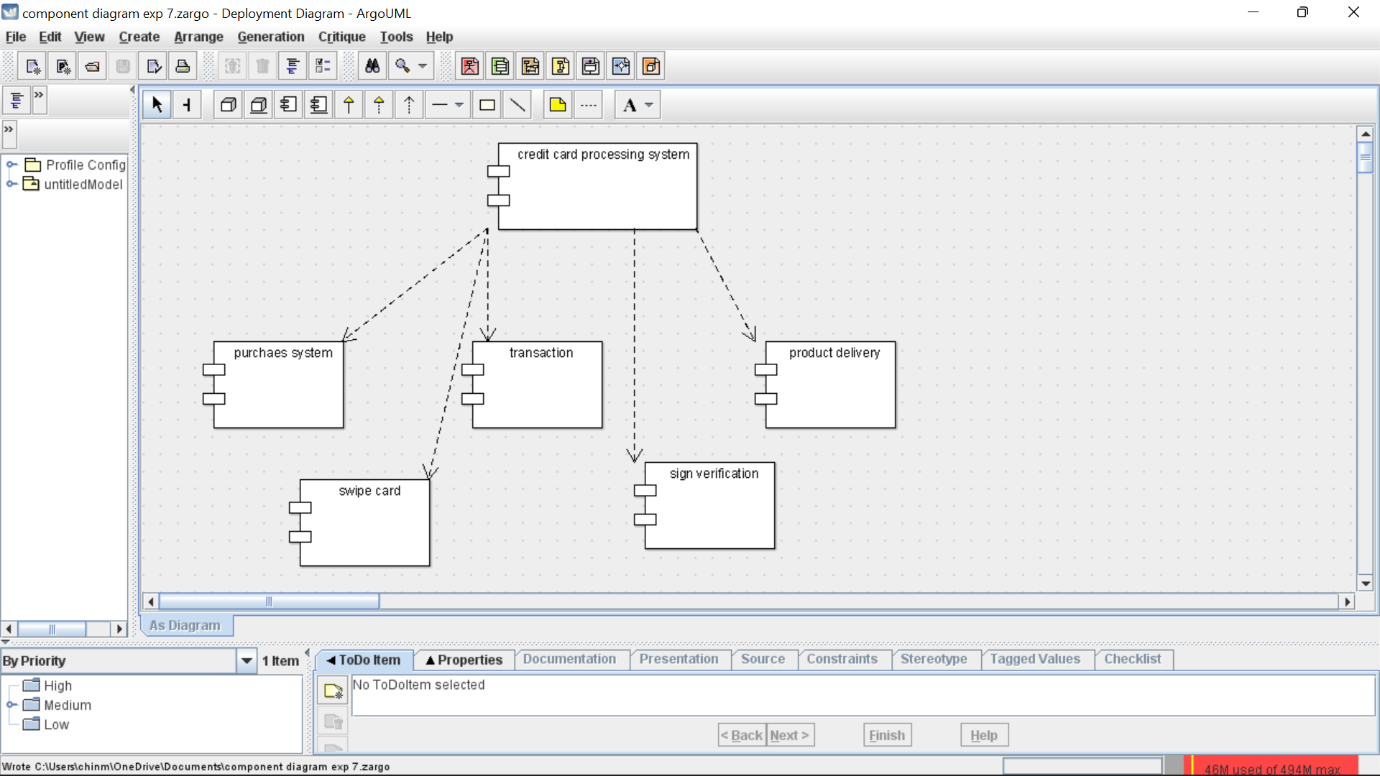 component diagram exp 7.zargo - Deployment Diagram - ArgoUML
File Edit View Create Arrange Generation Critique Tools Help
A
credit card processing system
Profile Config
untitledModel
purchaes system
transaction
product delivery
sign verification
swipe card
As Diagram
By Priority
1 Item
ToDo Item
Properties
Documentation
Presentation
Source
Constraints
Stereotype
Tagged Values
Checklist
High
Medium
Low
No ToDoItem selected
< Back
Next >
Finish
Help
Wrote C:\Users\chinm\OneDrive\Documents\component diagram exp 7.zargo
46M used of 494M max